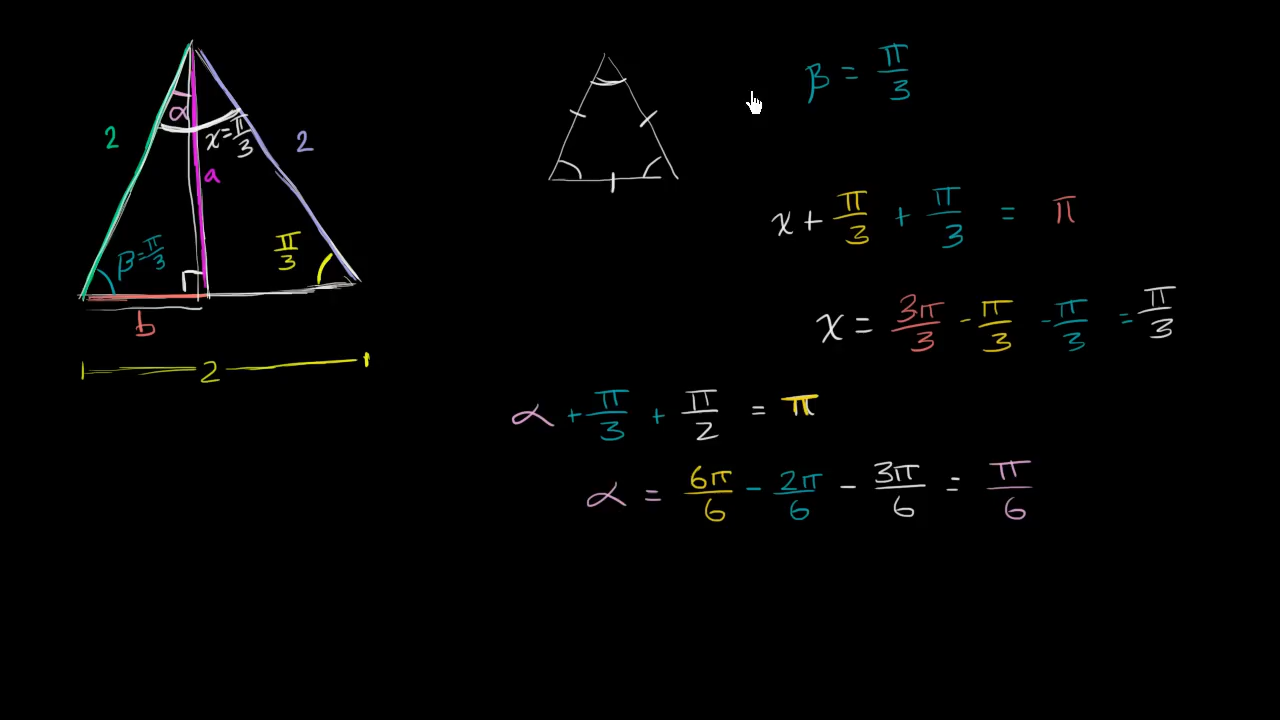 β = π/3
α
2
x = π/3
2
a
β = π/3
π/3
b
2
x + π/3 + π/3 = π
x = 3π/3 - π/3 - π/3 = π/3
α + π/3 + π/2 = π
α = 6π/6 - 2π/6 - 3π/6 = π/6